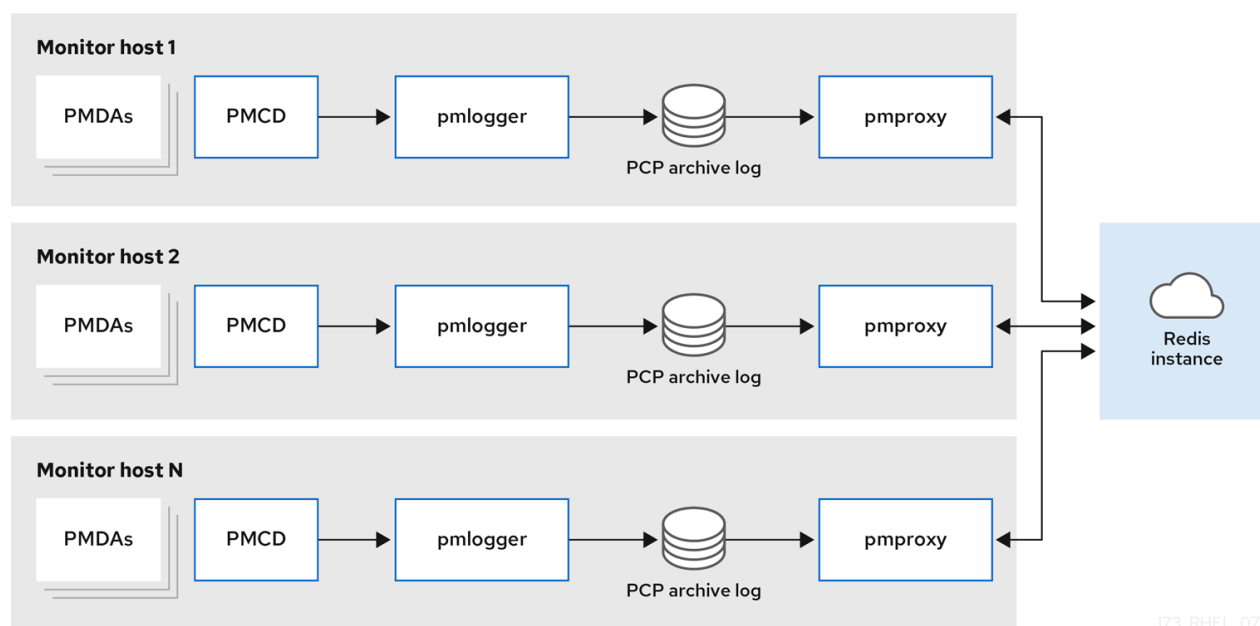 Monitor host 1
PMDAs
PMCD
pmlogger
PCP archive log
pmproxy
Monitor host 2
PMDAs
PMCD
pmlogger
PCP archive log
pmproxy
Redis
instance
Monitor host N
PMDAs
PMCD
pmlogger
PCP archive log
pmproxy
173_RHEL_07